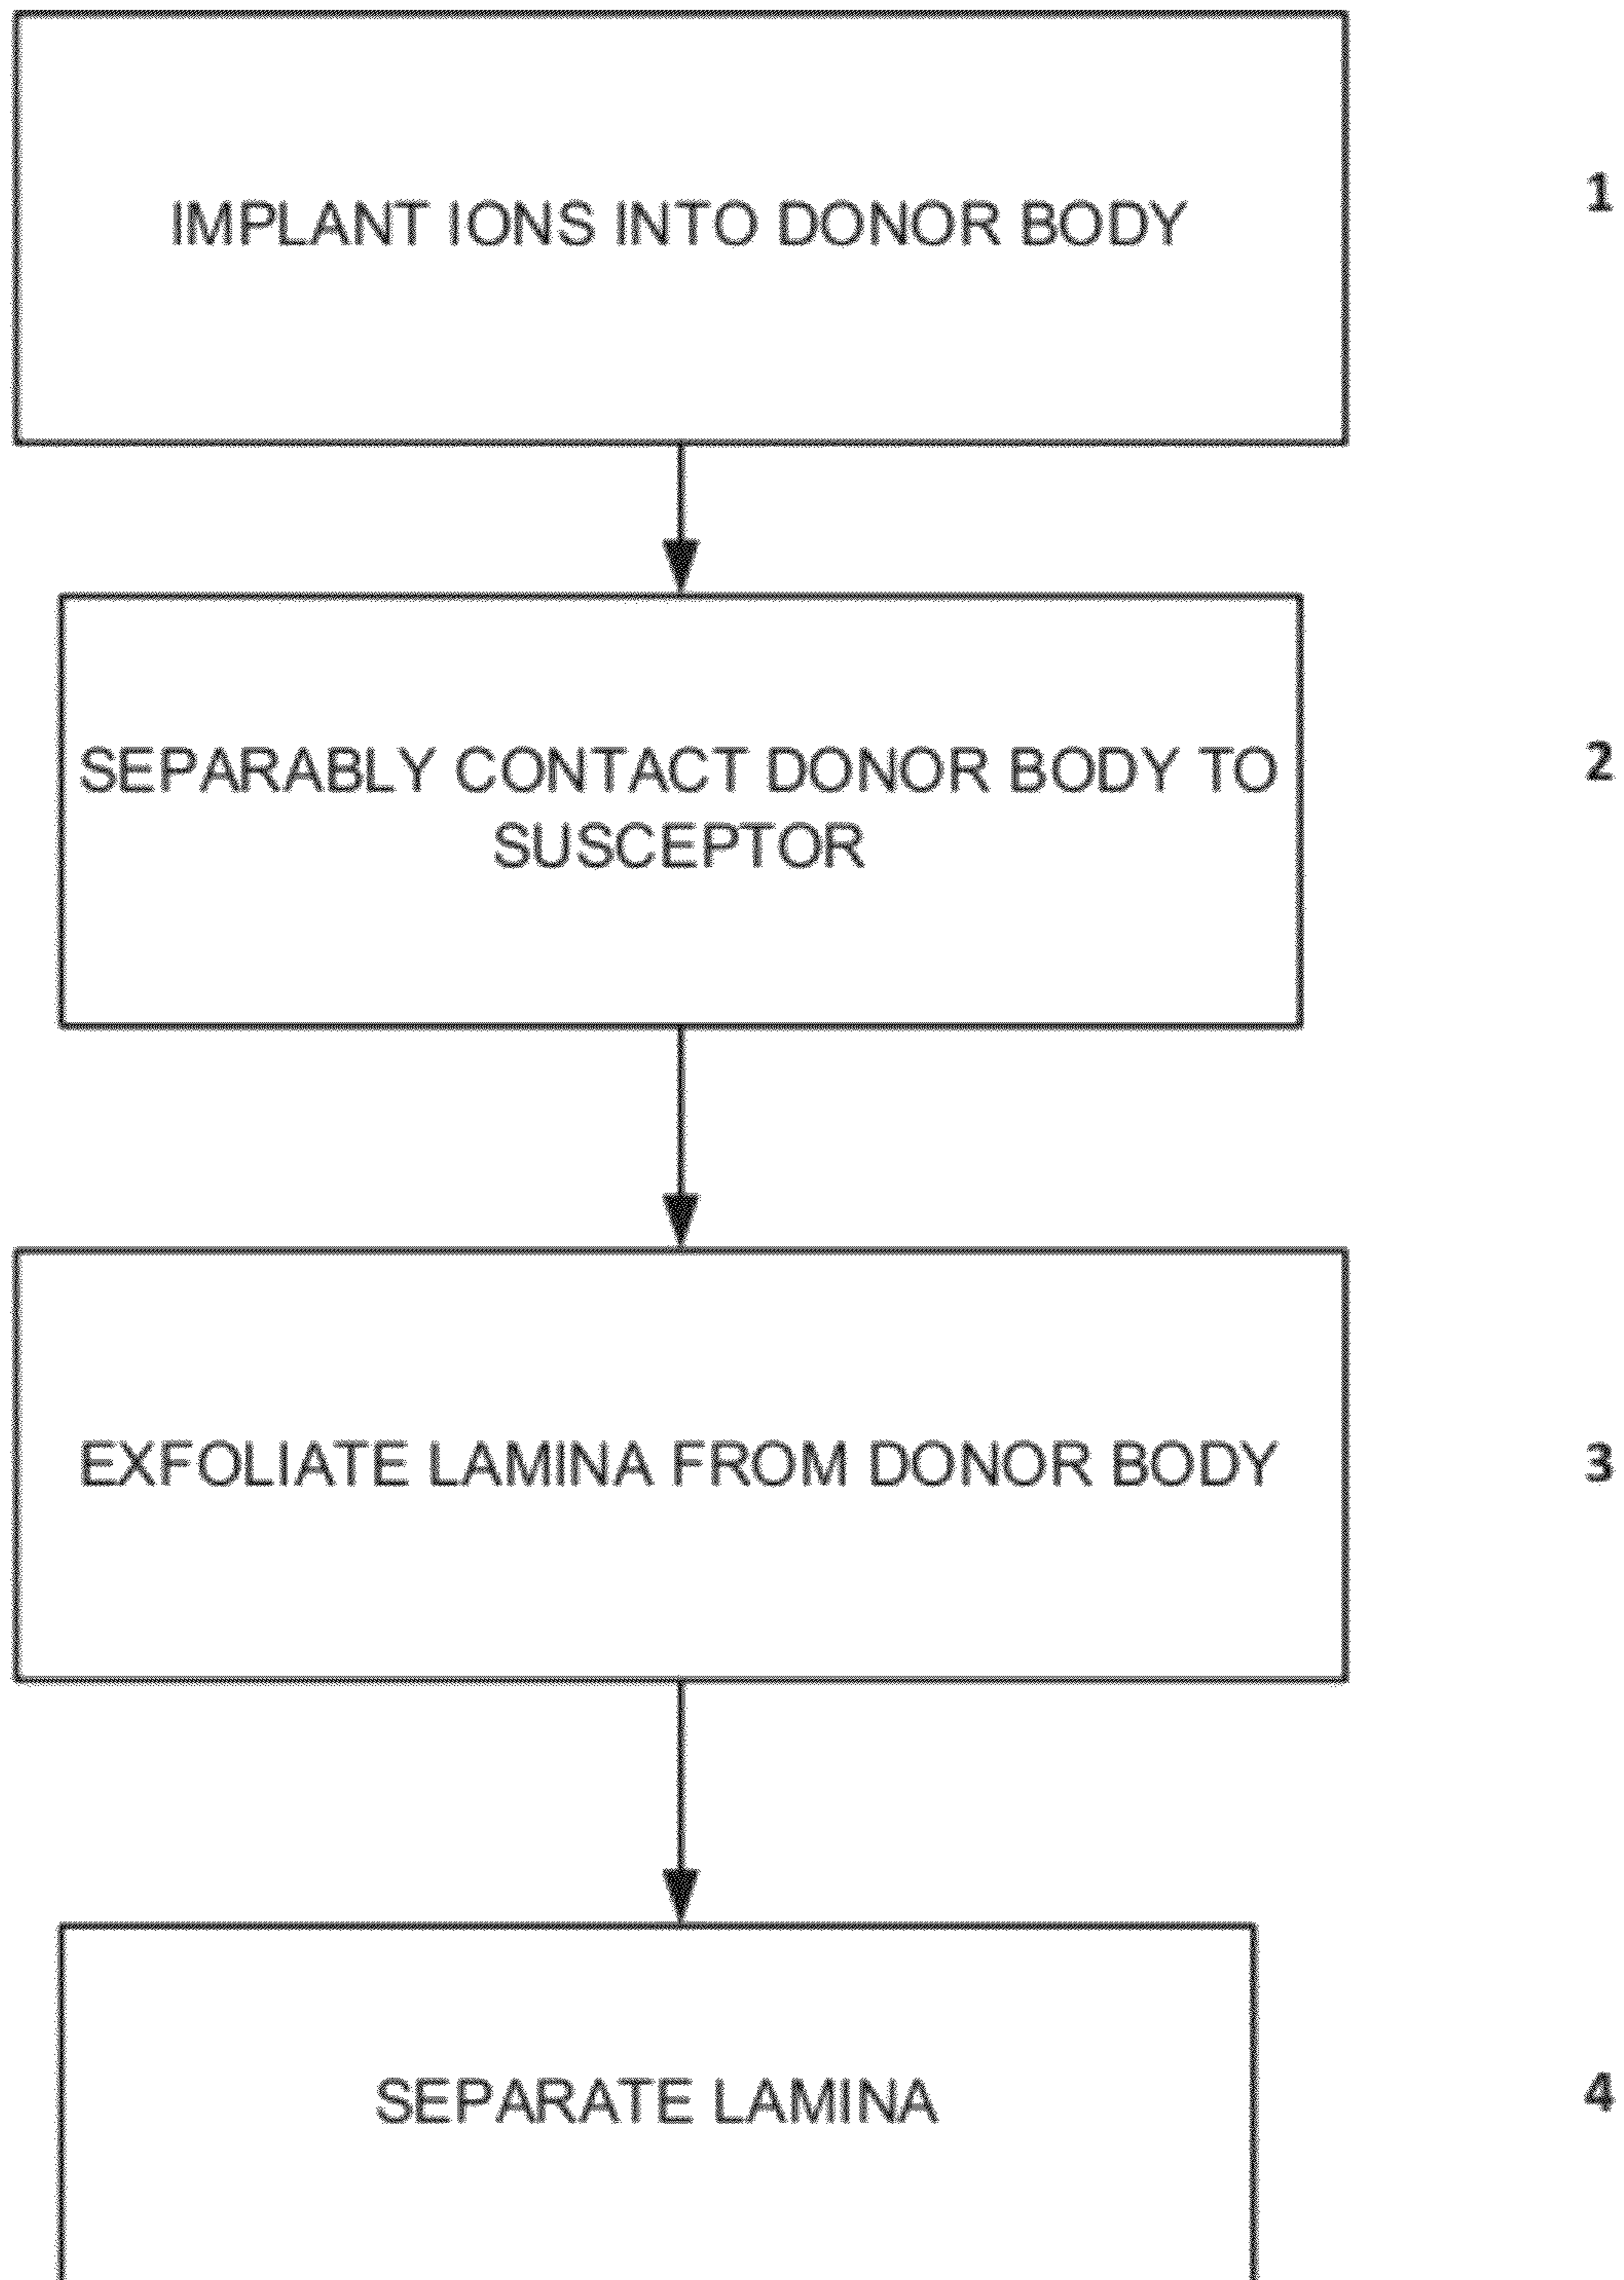 IMPLANT IONS INTO DONOR BODY
1
SEPARABLY CONTACT DONOR BODY TO
SUSCEPTOR
2
EXFOLIATE LAMINA FROM DONOR BODY
3
SEPARATE LAMINA
4